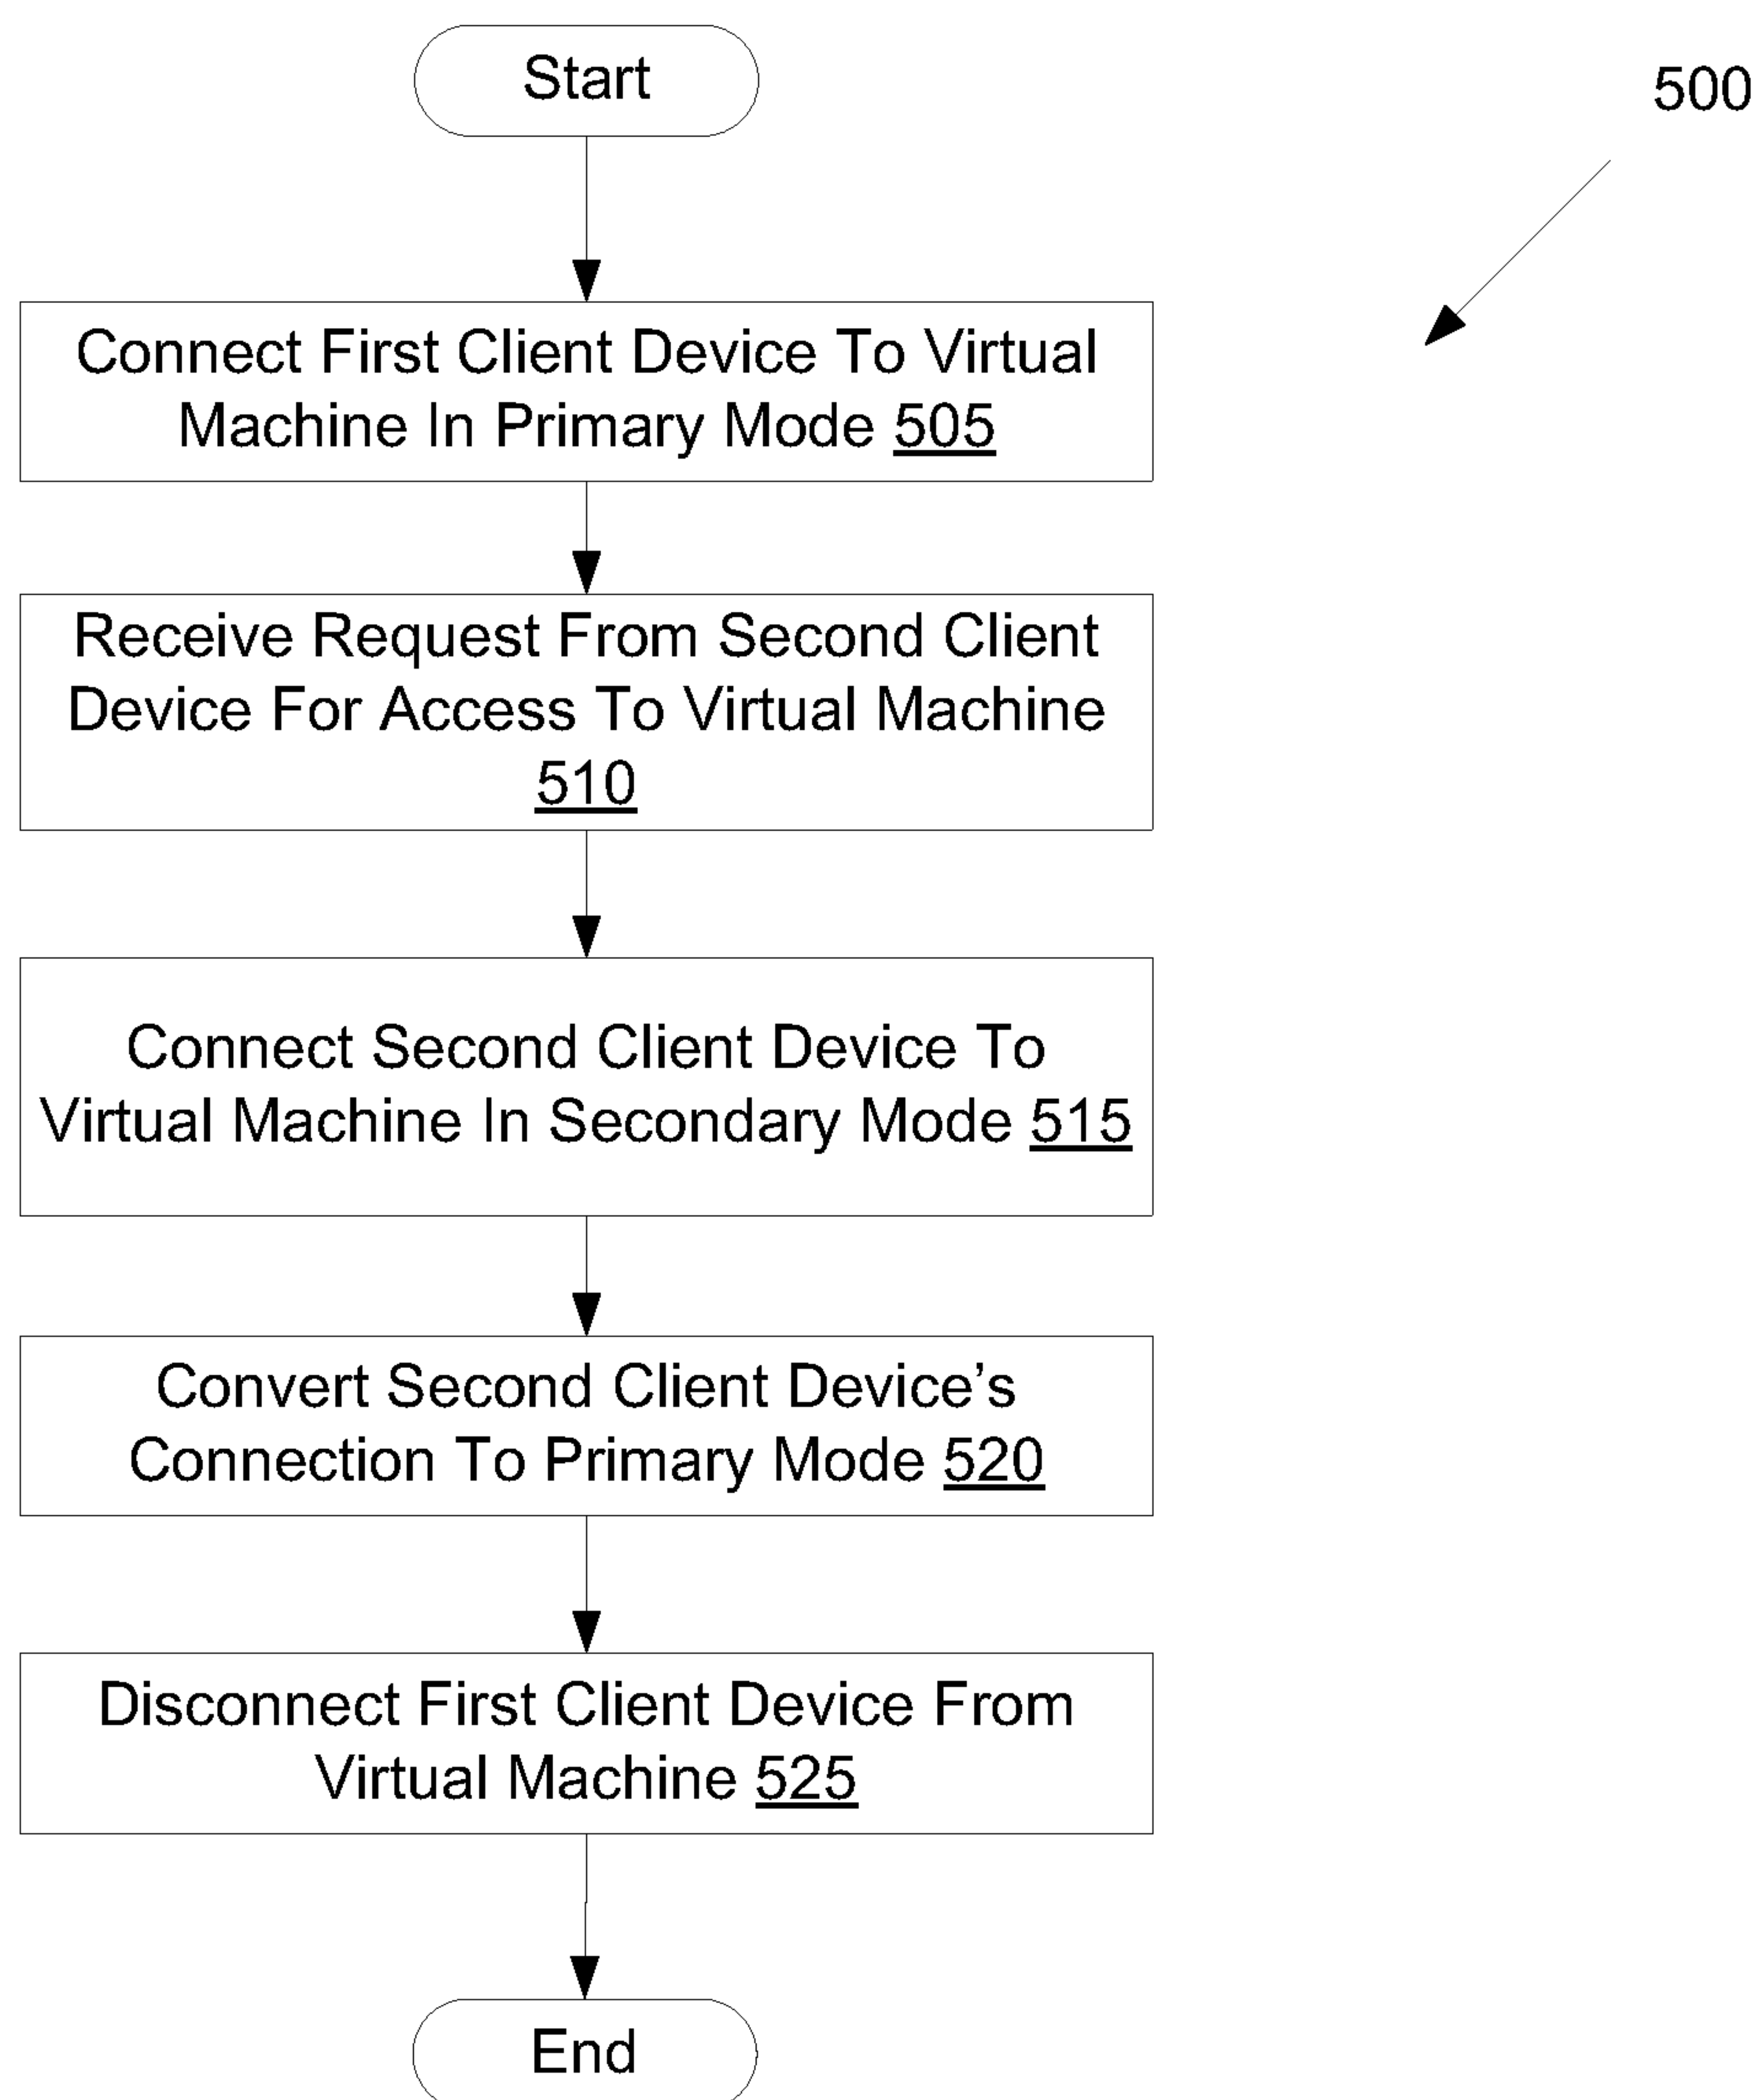 Start
500
Connect First Client Device To Virtual
Machine In Primary Mode 505
Receive Request From Second Client
Device For Access To Virtual Machine
510
Connect Second Client Device To
Virtual Machine In Secondary Mode 515
Convert Second Client Device’s
Connection To Primary Mode 520
Disconnect First Client Device From
Virtual Machine 525
End